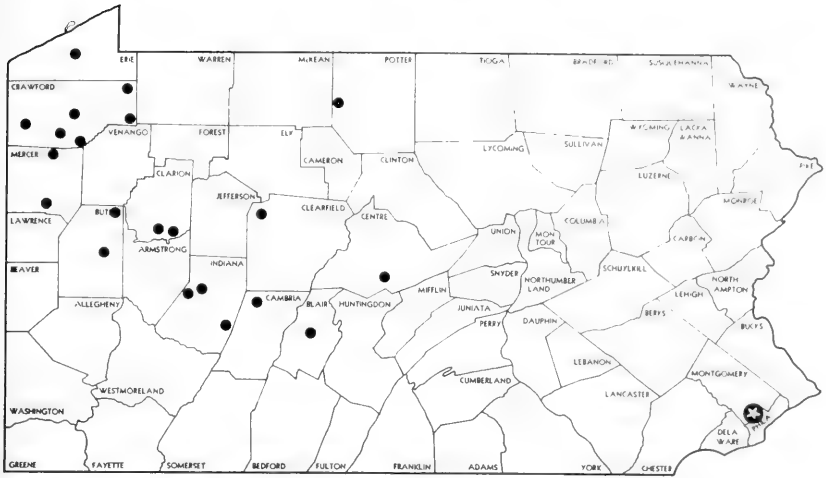 ERIE WARREN McKEAN POTTER TIOGA BRADFORD SUSQUEHANNA
CRAWFORD WAYNE
VENANGO FOREST ELK WYOMING LACKA
WANNA
MERCER CAMERON CLINTON LYCOMING SULLIVAN PIKE
CLARION LUZERNE
JEFFERSON CLEARFIELD MONROE
LAWRENCE CENTRE COLUMBIA
UNION MON
TOUR CARBON
ARMSTRONG
BEAVER INDIANA SNYDER NORTHUMBER
LAND SCHUYLKILL NORTH
AMPTON
ALLEGHENY CAMBRIA BLAIR HUNTINGDON MIFFLIN LEHIGH
JUNIATA BERKS
PERRY DAUPHIN BUCKS
LEBANON
WESTMORELAND CUMBERLAND MONTGOMERY
LANCASTER
WASHINGTON PHILA
DELA
WARE
GREENE FAYETTE SOMERSET BEDFORD FULTON FRANKLIN ADAMS YORK CHESTER